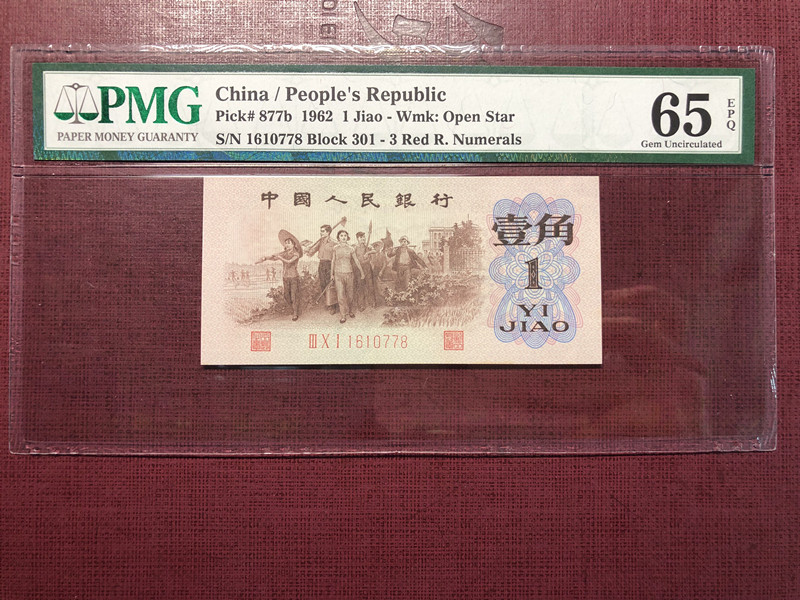 PMG
PAPER MONEY GUARANTY
China / People's Republic
Pick# 877b 1962 1 Jiao - Wmk: Open Star
S/N 1610778 Block 301 - 3 Red R. Numerals
65 EPQ
Gem Uncirculated
中國人民銀行
壹角
1
YI
JIAO
III X I 1610778